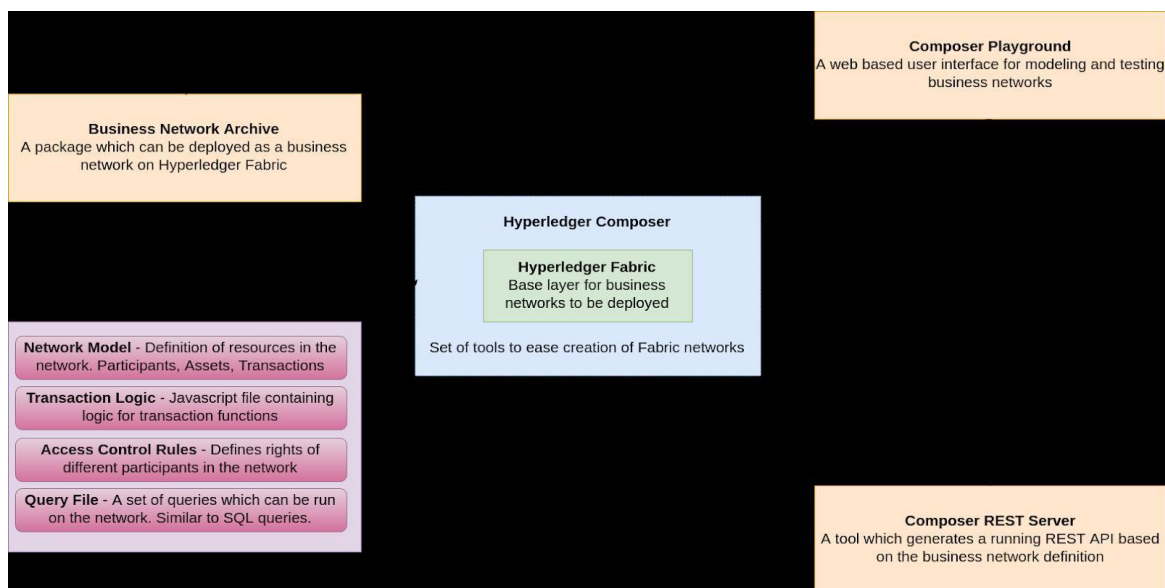 Composer Playground
A web based user interface for modeling and testing
business networks
Business Network Archive
A package which can be deployed as a business
network on Hyperledger Fabric
Hyperledger Composer
Hyperledger Fabric
Base layer for business
networks to be deployed
Set of tools to ease creation of Fabric networks
Network Model - Definition of resources in the
network. Participants, Assets, Transactions
Transaction Logic - Javascript file containing
logic for transaction functions
Access Control Rules - Defines rights of
different participants in the network
Query File - A set of queries which can be run
on the network. Similar to SQL queries.
Composer REST Server
A tool which generates a running REST API based
on the business network definition